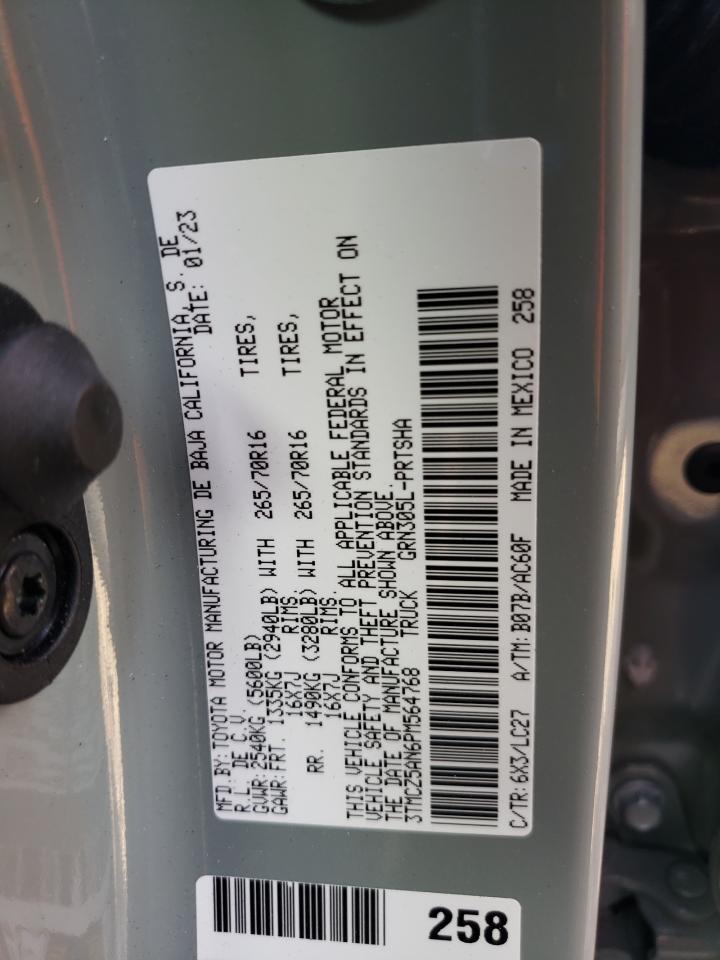 MFD.BY: TOYOTA MOTOR MANUFACTURING DE BAJA CALIFORNIA, S. DE
R.L. DE C.V. DATE: 01/23
GVWR: 2540KG (5600LB)
GAWR: FRT. 1335KG (2940LB) WITH 265/70R16 TIRES,
16X7J RIMS.
RR. 1490KG (3280LB) WITH 265/70R16 TIRES,
16X7J RIMS.
THIS VEHICLE CONFORMS TO ALL APPLICABLE FEDERAL MOTOR
VEHICLE SAFETY AND THEFT PREVENTION STANDARDS IN EFFECT ON
THE DATE OF MANUFACTURE SHOWN ABOVE.
3TMCZ5AN6PM564768 TRUCK GRN305L-PRTSHA
C/TR: 6X3/LC27 A/TM: B07B/AC60F MADE IN MEXICO 258
258